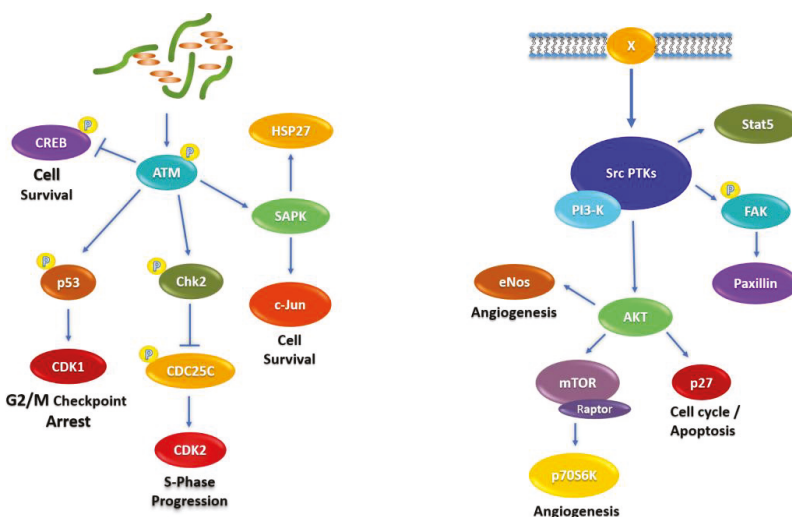 CREB
P
Cell
Survival
ATM
P
HSP27
SAPK
P
p53
P
Chk2
c-Jun
Cell
Survival
CDK1
G2/M Checkpoint
Arrest
P
CDC25C
CDK2
S-Phase
Progression
X
Stat5
Src PTKs
PI3-K
P
FAK
Paxillin
eNos
Angiogenesis
AKT
mTOR
Raptor
p27
Cell cycle /
Apoptosis
p70S6K
Angiogenesis